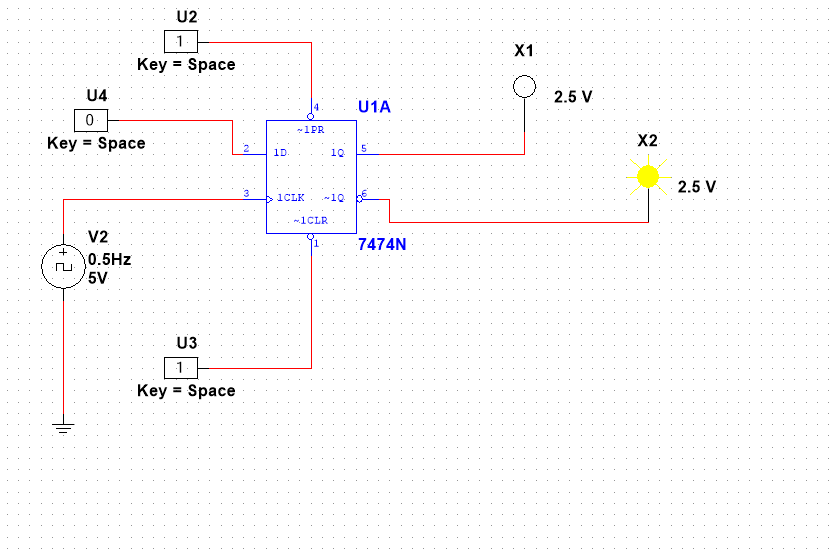 U2
1
Key = Space
X1
2.5 V
U4
0
Key = Space
4
U1A
~1PR
X2
2.5 V
2
1D
1Q
5
3
1CLK
~1Q
6
~1CLR
1
7474N
V2
0.5Hz
5V
U3
1
Key = Space